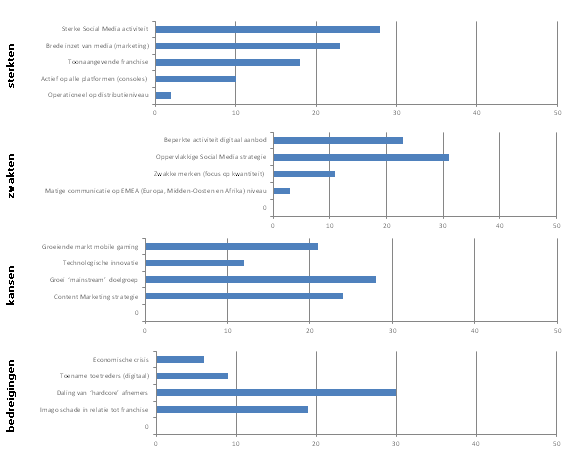 sterkten
Sterke Social Media activiteit
Brede inzet van media (marketing)
Toonaangevende franchise
Actief op alle platformen (consoles)
Operationeel op distributieniveau
0 10 20 30 40 50
zwakten
Beperkte activiteit digitaal aanbod
Oppervlakkige Social Media strategie
Zwakke merken (focus op kwantiteit)
Matige communicatie op EMEA (Europa, Midden-Oosten en Afrika) niveau
0
0 10 20 30 40 50
kansen
Groeiende markt mobile gaming
Technologische innovatie
Groei 'mainstream' doelgroep
Content Marketing strategie
0
0 10 20 30 40 50
bedreigingen
Economische crisis
Toename toetreders (digitaal)
Daling van 'hardcore' afnemers
Imago schade in relatie tot franchise
0
0 10 20 30 40 50